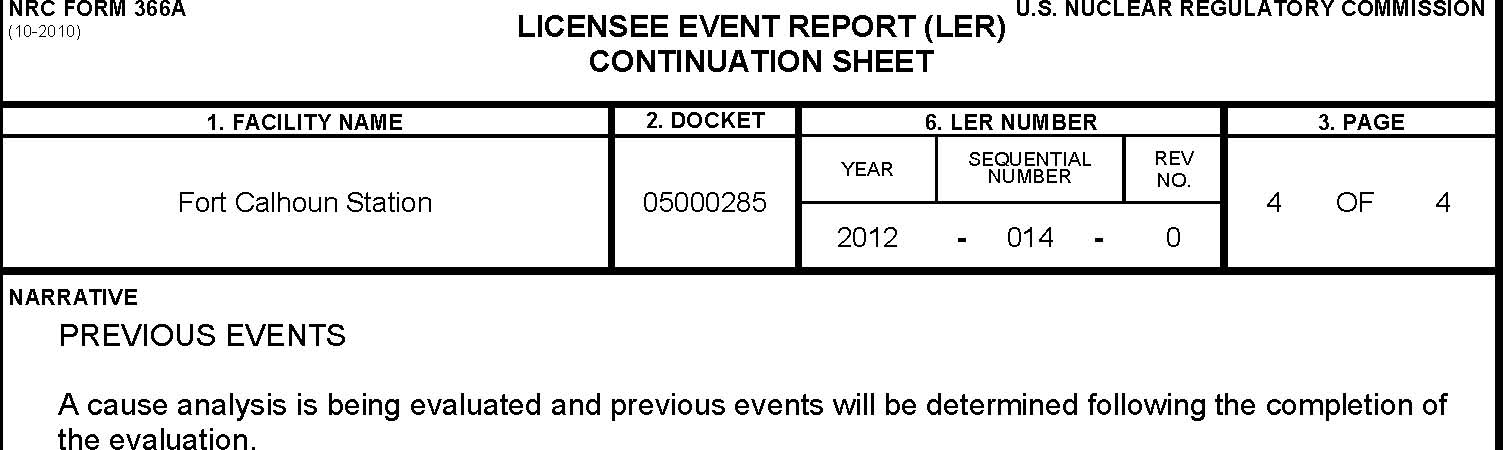 NRC FORM 366A
(10-2010)
U.S. NUCLEAR REGULATORY COMMISSION
LICENSEE EVENT REPORT (LER)
CONTINUATION SHEET
1. FACILITY NAME
2. DOCKET
6. LER NUMBER
3. PAGE
Fort Calhoun Station
05000285
YEAR
SEQUENTIAL
NUMBER
REV
NO.
2012 - 014 - 0
4 OF 4
NARRATIVE
PREVIOUS EVENTS
A cause analysis is being evaluated and previous events will be determined following the completion of
the evaluation.